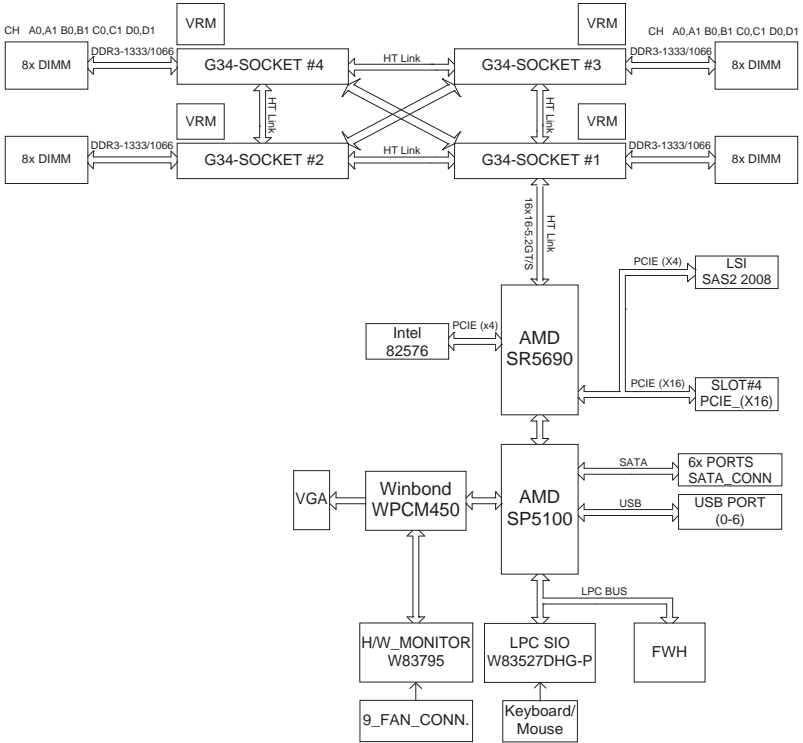 VRM
VRM
CH A0,A1 B0,B1 C0,C1 D0,D1
CH A0,A1 B0,B1 C0,C1 D0,D1
8x DIMM
DDR3-1333/1066
G34-SOCKET #4
HT Link
G34-SOCKET #3
DDR3-1333/1066
8x DIMM
HT Link
HT Link
VRM
VRM
8x DIMM
DDR3-1333/1066
G34-SOCKET #2
HT Link
G34-SOCKET #1
DDR3-1333/1066
8x DIMM
16x16-5.2GT/S
HT Link
PCIE (X4)
LSI
SAS2 2008
Intel
82576
PCIE (x4)
AMD
SR5690
PCIE (X16)
SLOT#4
PCIE_(X16)
VGA
Winbond
WPCM450
AMD
SP5100
SATA
6x PORTS
SATA_CONN
USB
USB PORT
(0-6)
LPC BUS
H/W_MONITOR
W83795
LPC SIO
W83527DHG-P
FWH
9_FAN_CONN.
Keyboard/
Mouse